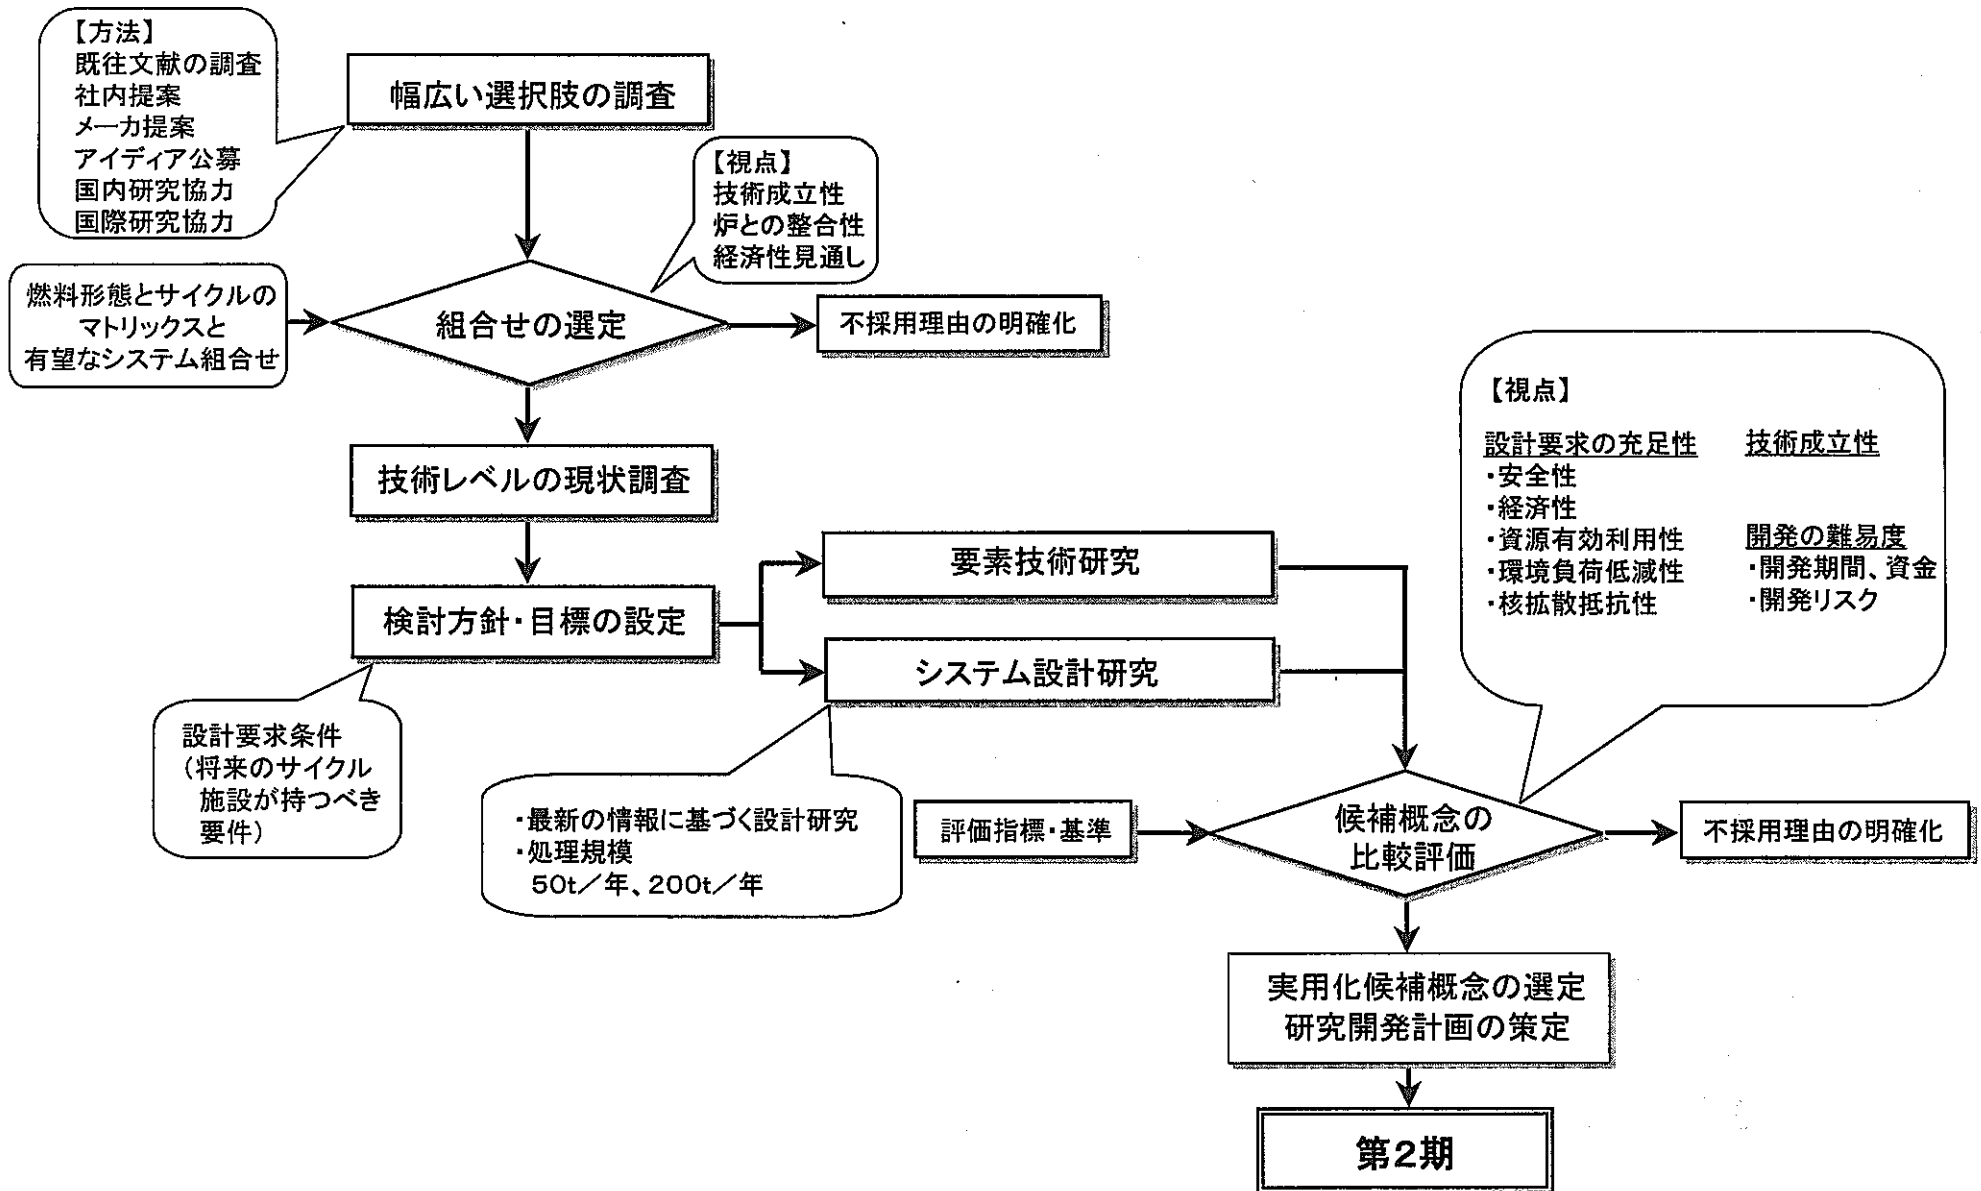 【方法】
既往文献の調査
社内提案
メーカ提案
アイディア公募
国内研究協力
国際研究協力
幅広い選択肢の調査
【視点】
技術成立性
炉との整合性
経済性見通し
燃料形態とサイクルの
マトリックスと
有望なシステム組合せ
組合せの選定
不採用理由の明確化
技術レベルの現状調査
検討方針・目標の設定
設計要求条件
(将来のサイクル
施設が持つべき
要件)
要素技術研究
システム設計研究
・最新の情報に基づく設計研究
・処理規模
50t/年、200t/年
【視点】
設計要求の充足性
・安全性
・経済性
・資源有効利用性
・環境負荷低減性
・核拡散抵抗性
技術成立性
開発の難易度
・開発期間、資金
・開発リスク
評価指標・基準
候補概念の
比較評価
不採用理由の明確化
実用化候補概念の選定
研究開発計画の策定
第2期